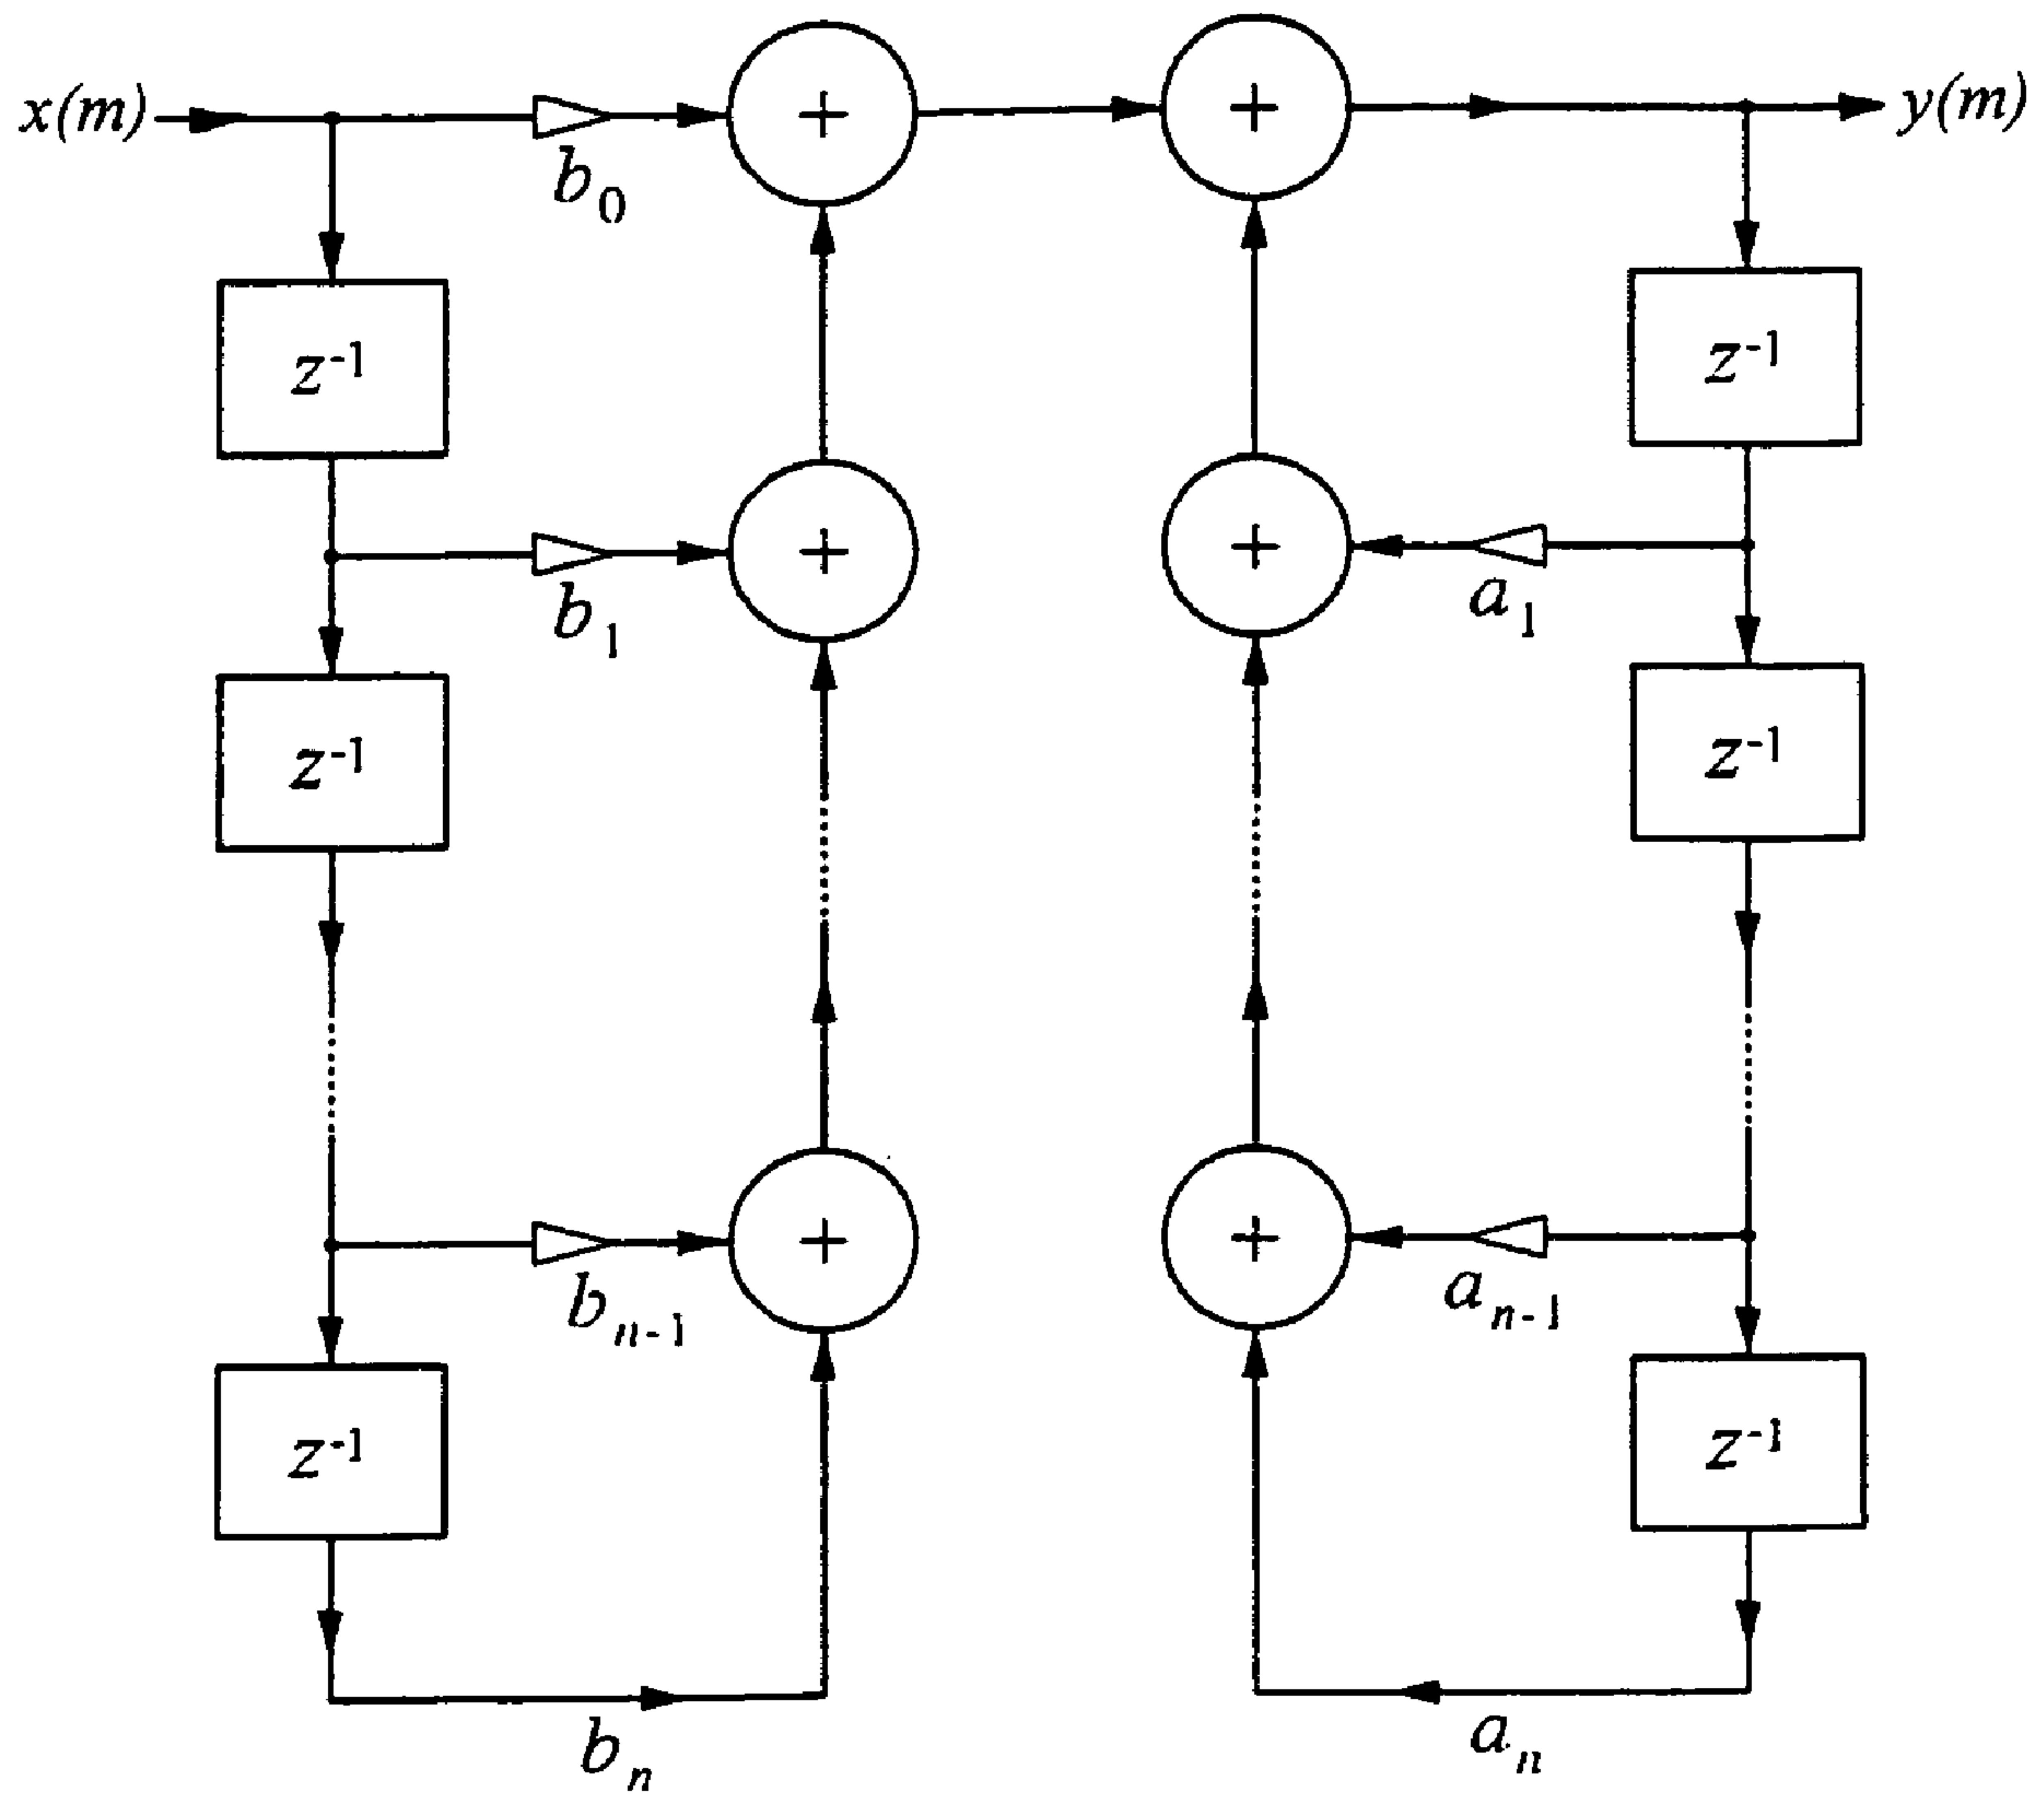 x(m)
+
+
y(m)
b₀
z⁻¹
z⁻¹
+
+
b₁
a₁
z⁻¹
z⁻¹
+
+
bₙ₋₁
aₙ₋₁
z⁻¹
z⁻¹
bₙ
aₙ